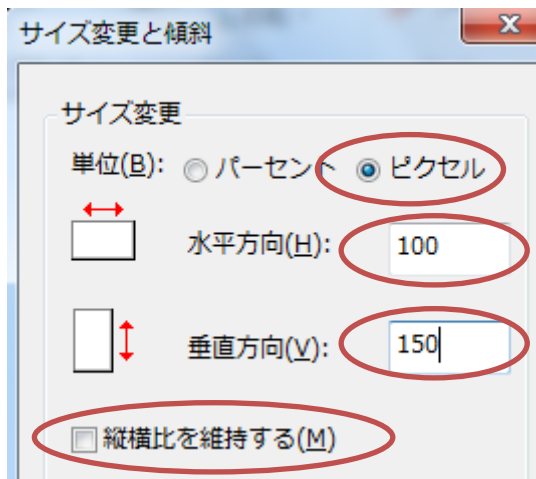 サイズ変更と傾斜
サイズ変更
単位(B): パーセント ピクセル
水平方向(H): 100
垂直方向(V): 150
縦横比を維持する(M)